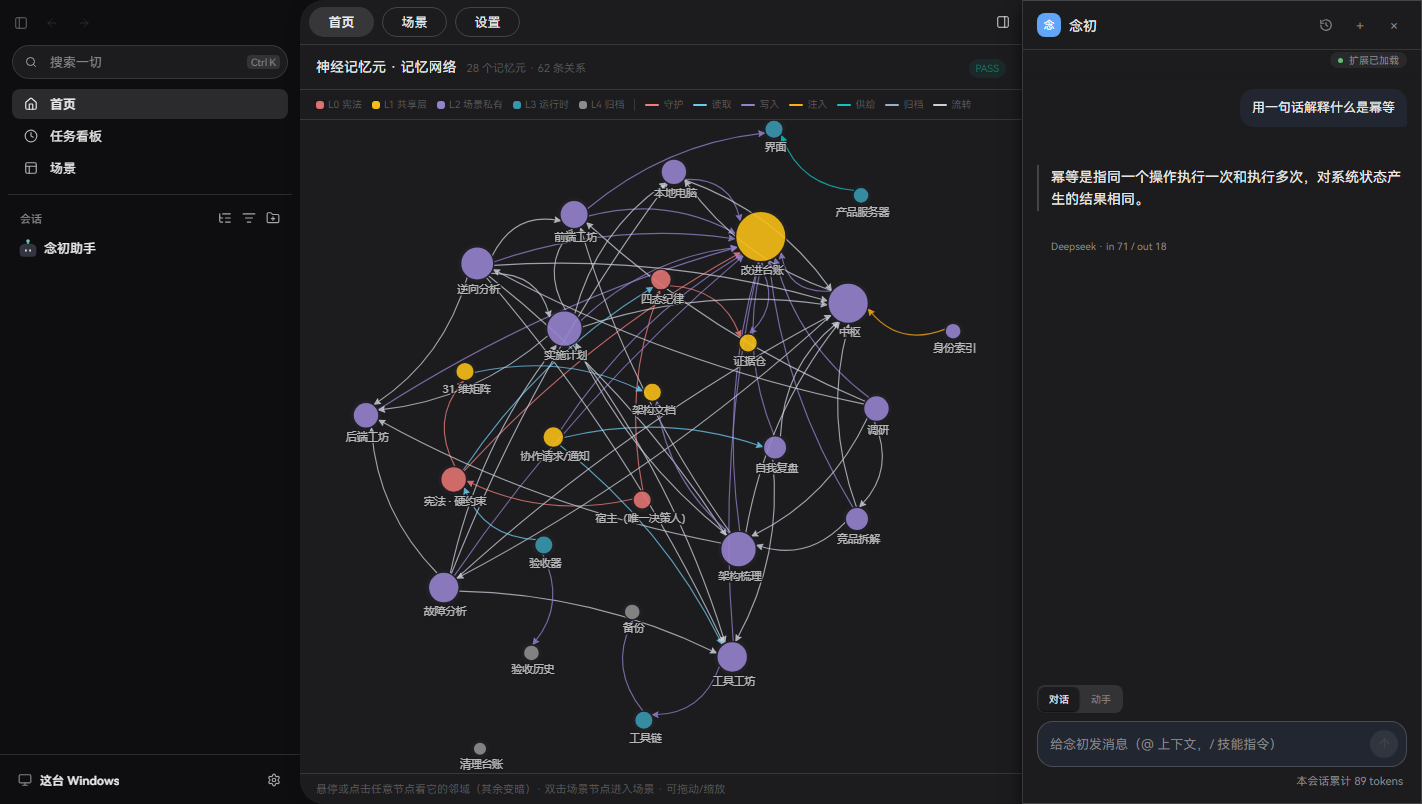 搜索一切
Ctrl K
首页
任务看板
场景
会话
念初助手
这台 Windows
首页
场景
设置
神经记忆元 · 记忆网络
28 个记忆元 · 62 条关系
PASS
L0 宪法
L1 共享层
L2 场景私有
L3 运行时
L4 归档
守护
读取
写入
注入
供给
归档
流转
界面
本地电脑
产品服务器
前端工坊
改进台账
逆向分析
四态纪律
中枢
身份索引
实施计划
证据仓
31 维矩阵
架构文档
后端工坊
调研
协作请求/通知
自我复盘
宪法 · 硬约束
宿主 (唯一决策人)
竞品拆解
验收器
架构梳理
故障分析
备份
验收历史
工具工坊
工具链
清理台账
悬停或点击任意节点看它的邻域（其余变暗） · 双击场景节点进入场景 · 可拖动/缩放
念
念初
扩展已加载
用一句话解释什么是幂等
幂等是指同一个操作执行一次和执行多次，对系统状态产
生的结果相同。
Deepseek · in 71 / out 18
对话
动手
给念初发消息（@ 上下文，/ 技能指令）
本会话累计 89 tokens